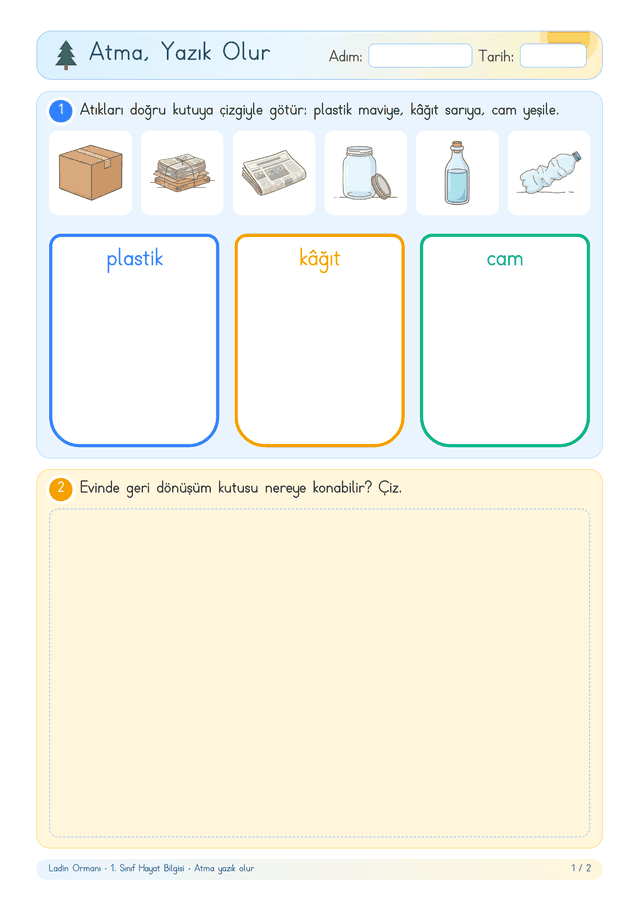 Atma, Yazık Olur
Adım:
Tarih:
1 Atıkları doğru kutuya çizgiyle götür: plastik maviye, kâğıt sarıya, cam yeşile.
plastik
kâğıt
cam
2 Evinde geri dönüşüm kutusu nereye konabilir? Çiz.
Ladin Ormanı • 1. Sınıf Hayat Bilgisi • Atma yazık olur
1 / 2